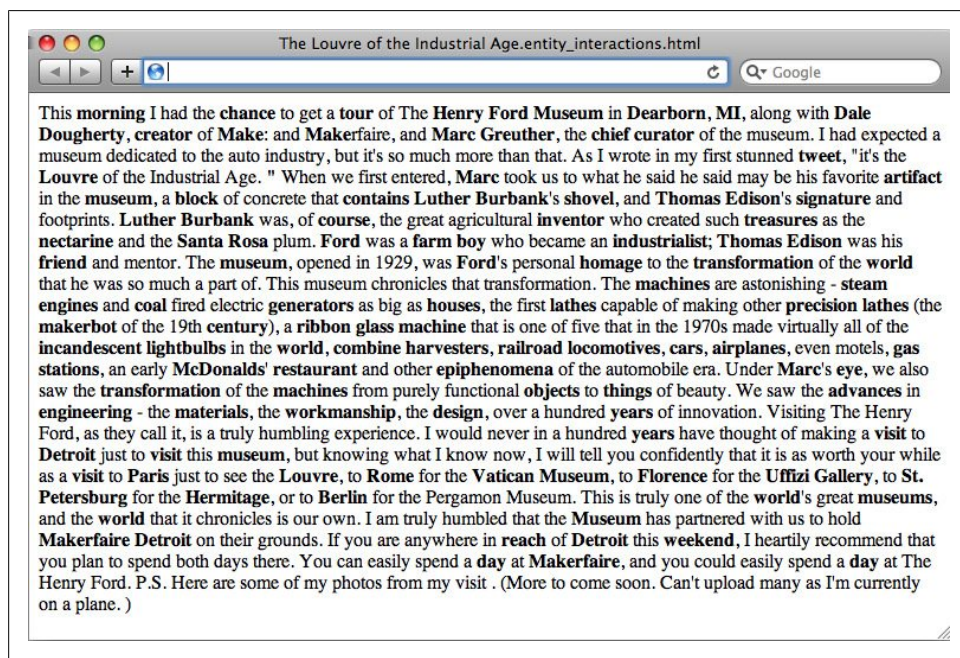 The Louvre of the Industrial Age.entity_interactions.html
Google
This morning I had the chance to get a tour of The Henry Ford Museum in Dearborn, MI, along with Dale
Dougherty, creator of Make: and Makerfaire, and Marc Greuther, the chief curator of the museum. I had expected a
museum dedicated to the auto industry, but it's so much more than that. As I wrote in my first stunned tweet, "it's the
Louvre of the Industrial Age. " When we first entered, Marc took us to what he said he said may be his favorite artifact
in the museum, a block of concrete that contains Luther Burbank's shovel, and Thomas Edison's signature and
footprints. Luther Burbank was, of course, the great agricultural inventor who created such treasures as the
nectarine and the Santa Rosa plum. Ford was a farm boy who became an industrialist; Thomas Edison was his
friend and mentor. The museum, opened in 1929, was Ford's personal homage to the transformation of the world
that he was so much a part of. This museum chronicles that transformation. The machines are astonishing - steam
engines and coal fired electric generators as big as houses, the first lathes capable of making other precision lathes (the
makerbot of the 19th century), a ribbon glass machine that is one of five that in the 1970s made virtually all of the
incandescent lightbulbs in the world, combine harvesters, railroad locomotives, cars, airplanes, even motels, gas
stations, an early McDonalds' restaurant and other epiphenomena of the automobile era. Under Marc's eye, we also
saw the transformation of the machines from purely functional objects to things of beauty. We saw the advances in
engineering - the materials, the workmanship, the design, over a hundred years of innovation. Visiting The Henry
Ford, as they call it, is a truly humbling experience. I would never in a hundred years have thought of making a visit to
Detroit just to visit this museum, but knowing what I know now, I will tell you confidently that it is as worth your while
as a visit to Paris just to see the Louvre, to Rome for the Vatican Museum, to Florence for the Uffizi Gallery, to St.
Petersburg for the Hermitage, or to Berlin for the Pergamon Museum. This is truly one of the world's great museums,
and the world that it chronicles is our own. I am truly humbled that the Museum has partnered with us to hold
Makerfaire Detroit on their grounds. If you are anywhere in reach of Detroit this weekend, I heartily recommend that
you plan to spend both days there. You can easily spend a day at Makerfaire, and you could easily spend a day at The
Henry Ford. P.S. Here are some of my photos from my visit . (More to come soon. Can't upload many as I'm currently
on a plane. )